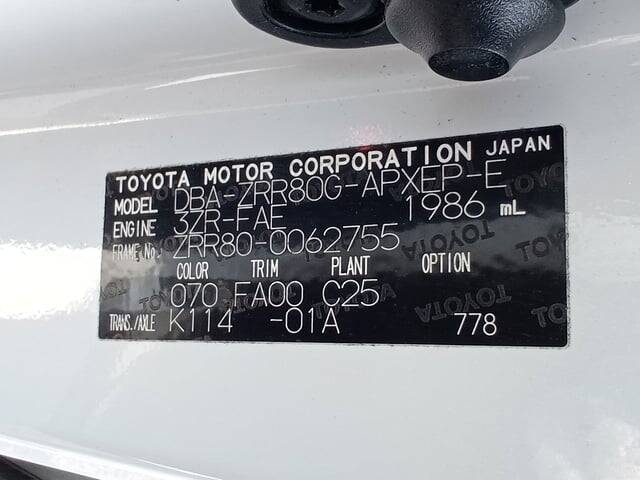 TOYOTA MOTOR CORPORATION JAPAN
MODEL DBA-ZRR80G-APXEP-E
ENGINE 3ZR-FAE 1986 mL
FRAME No. ZRR80-0062755
COLOR TRIM PLANT OPTION
070 FA00 C25
TRANS./AXLE K114 -01A 778